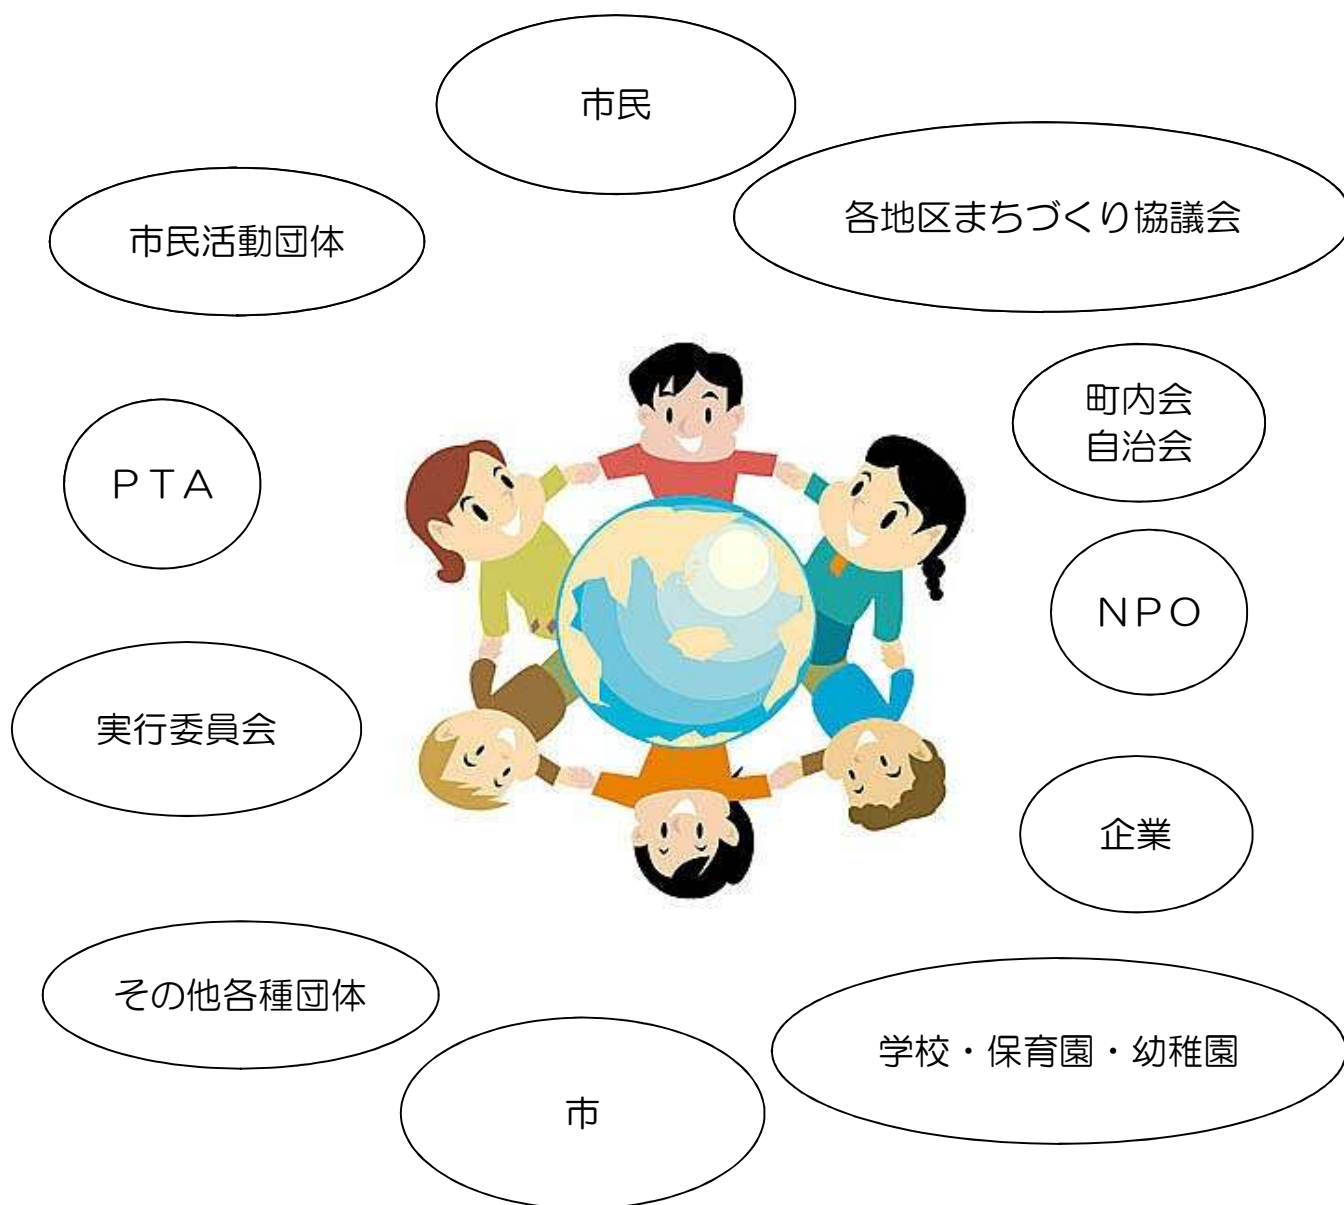 市民
各地区まちづくり協議会
市民活動団体
町内会
自治会
ＰＴＡ
ＮＰＯ
実行委員会
企業
その他各種団体
学校・保育園・幼稚園
市